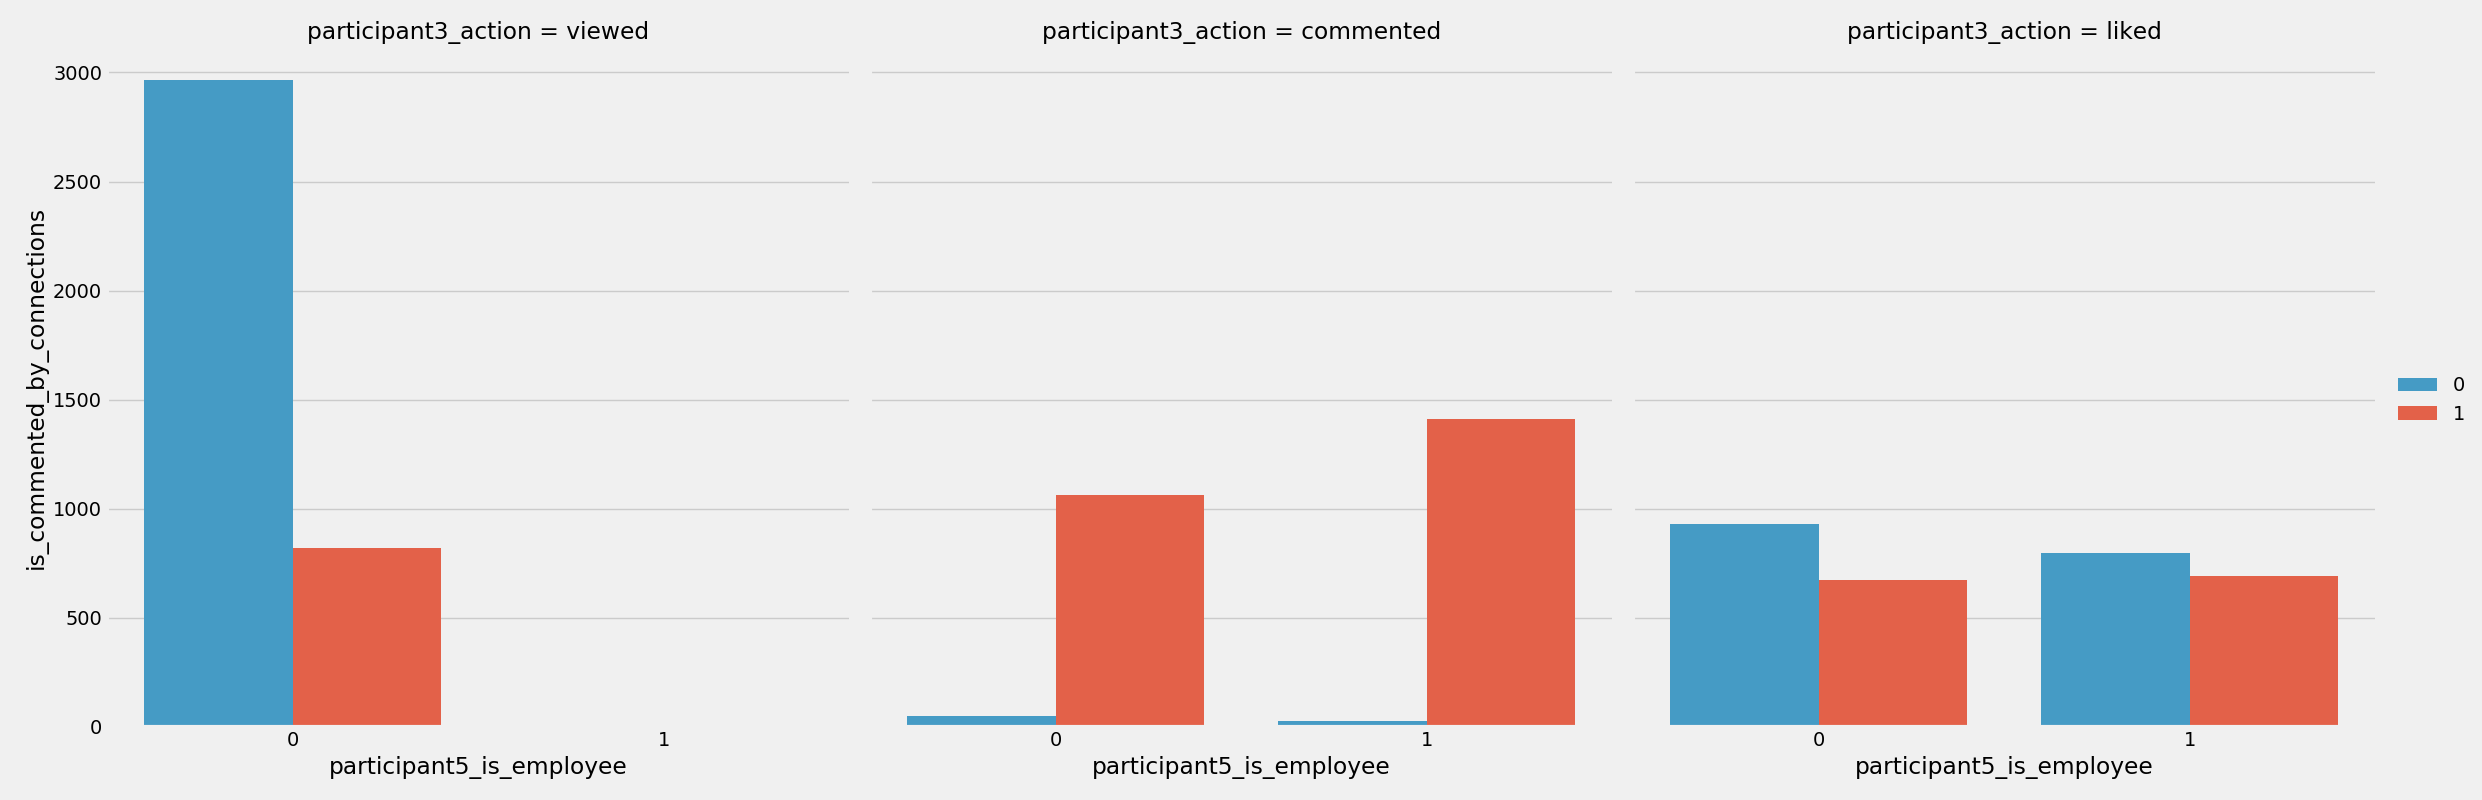 participant3_action = viewed
participant3_action = commented
participant3_action = liked
is_commented_by_connections
3000
2500
2000
1500
1000
500
0
0 1
0 1
0 1
participant5_is_employee
participant5_is_employee
participant5_is_employee
0
1